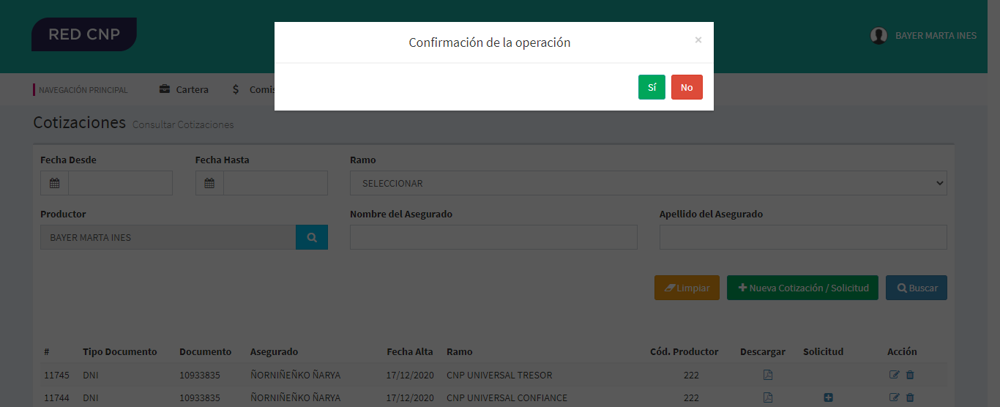 RED CNP
Confirmación de la operación
×
BAYER MARTA INES
Sí No
NAVEGACIÓN PRINCIPAL Cartera $ Comis
Cotizaciones Consultar Cotizaciones
Fecha Desde Fecha Hasta Ramo
SELECCIONAR
Productor Nombre del Asegurado Apellido del Asegurado
BAYER MARTA INES
Limpiar Nueva Cotización / Solicitud Buscar
# Tipo Documento Documento Asegurado Fecha Alta Ramo Cód. Productor Descargar Solicitud Acción
11745 DNI 10933835 ÑORNIÑEÑKO ÑARYA 17/12/2020 CNP UNIVERSAL TRESOR 222
11744 DNI 10933835 ÑORNIÑEÑKO ÑARYA 17/12/2020 CNP UNIVERSAL CONFIANCE 222